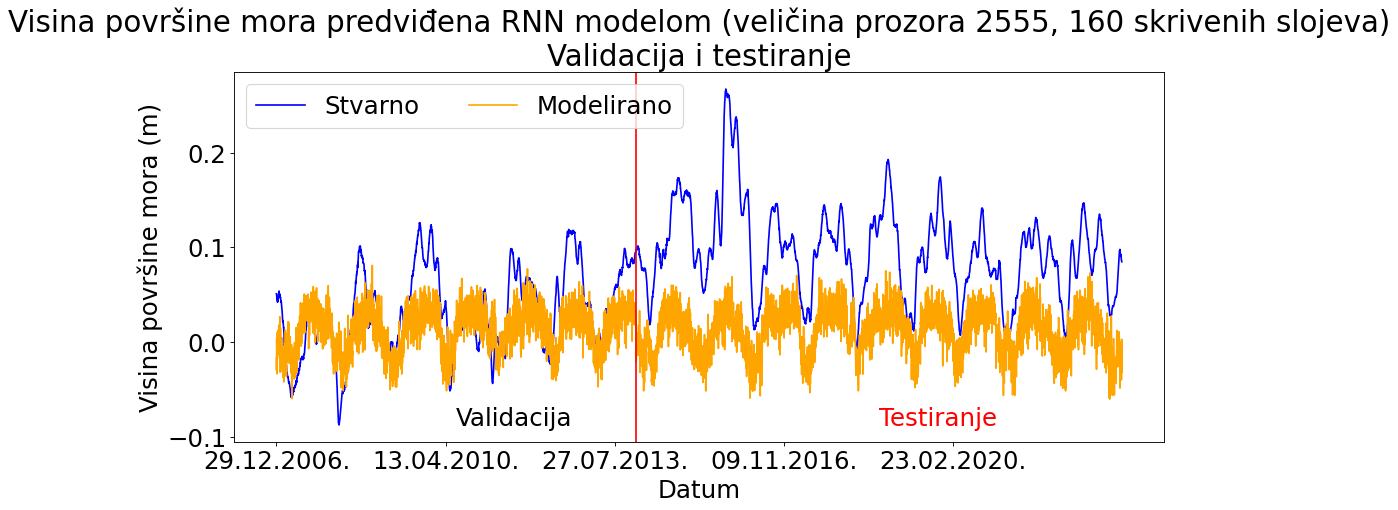 Visina površine mora predviđena RNN modelom (veličina prozora 2555, 160 skrivenih slojeva)
Validacija i testiranje
Stvarno
Modelirano
Visina površine mora (m)
0.2
0.1
0.0
−0.1
Validacija
Testiranje
29.12.2006.
13.04.2010.
27.07.2013.
09.11.2016.
23.02.2020.
Datum